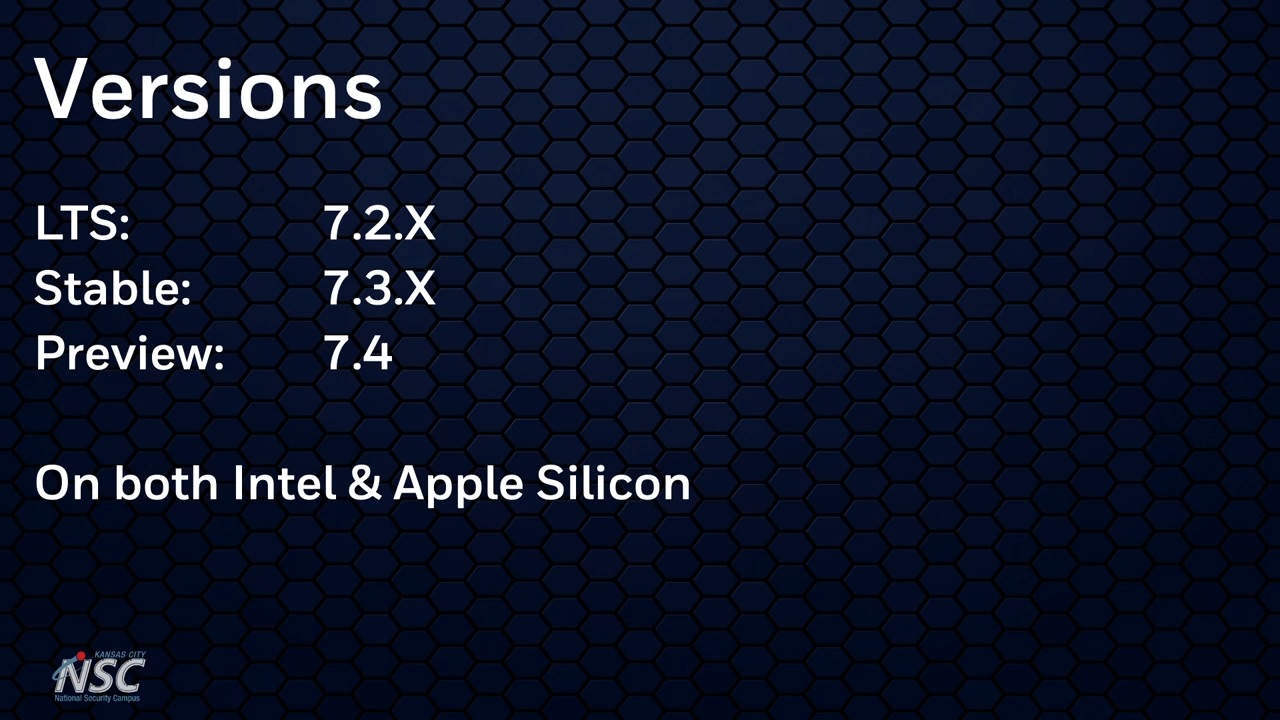 Versions
LTS: 7.2.X
Stable: 7.3.X
Preview: 7.4
On both Intel & Apple Silicon
KANSAS CITY
NSC
National Security Campus